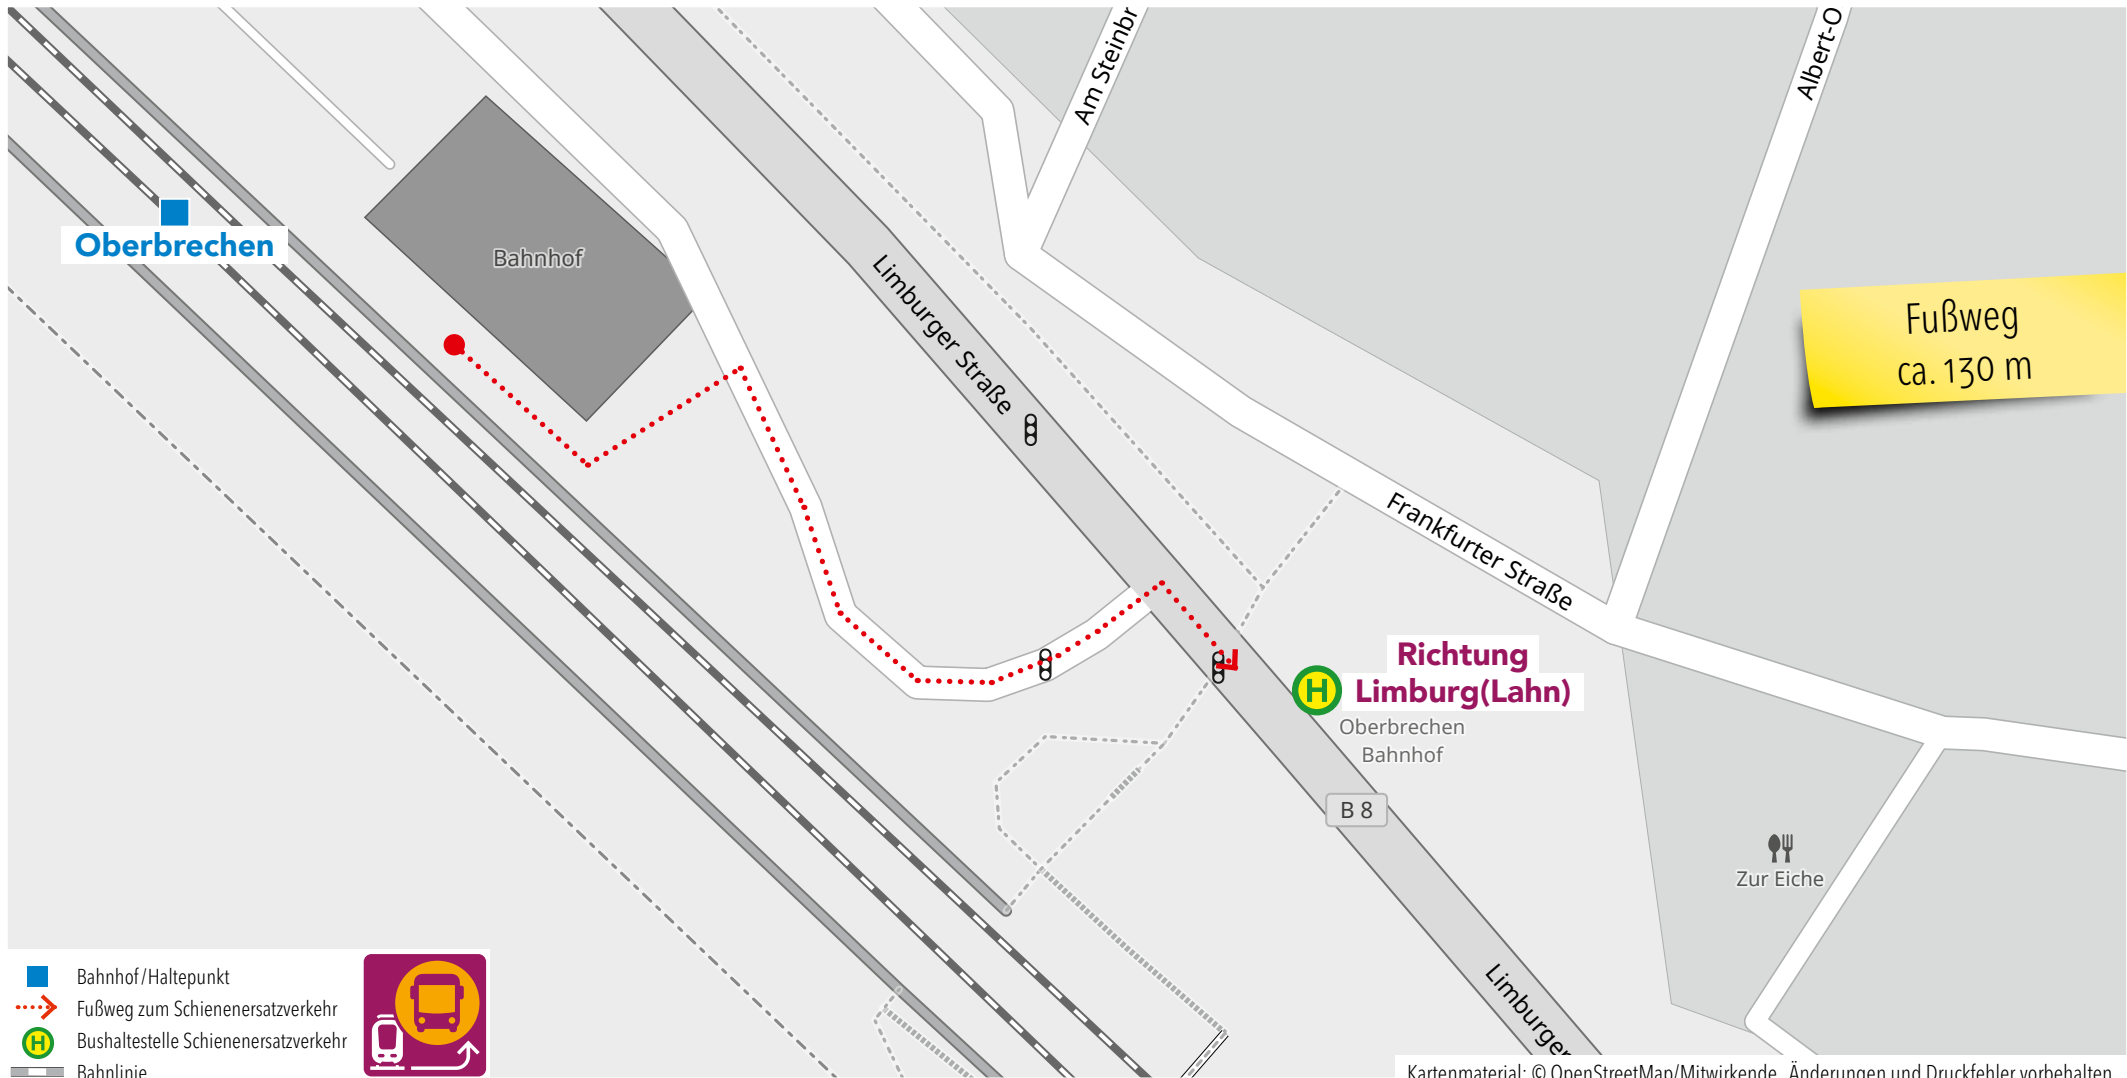 Am Steinbr
Albert-O
Oberbrechen
Bahnhof
Limburger Straße
Fußweg
ca. 130 m
Frankfurter Straße
Richtung
H Limburg(Lahn)
Oberbrechen
Bahnhof
B 8
Zur Eiche
Limburger
Bahnhof/Haltepunkt
Fußweg zum Schienenersatzverkehr
H Bushaltestelle Schienenersatzverkehr
Bahnlinie
Kartenmaterial: © OpenStreetMap/Mitwirkende, Änderungen und Druckfehler vorbehalten